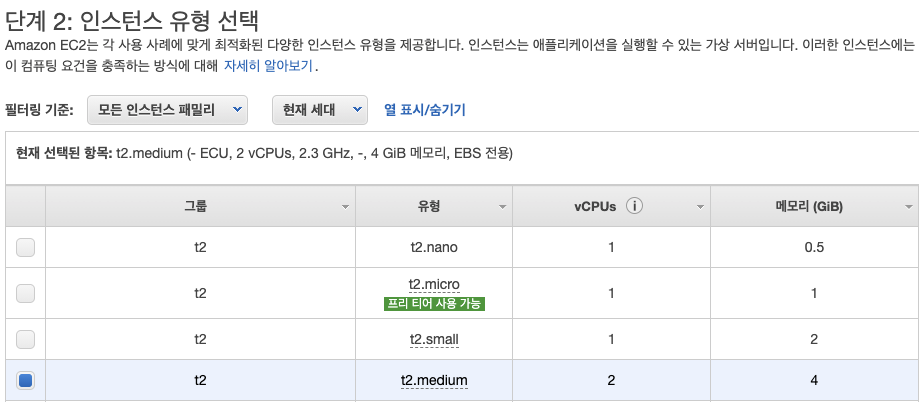 단계 2: 인스턴스 유형 선택
Amazon EC2는 각 사용 사례에 맞게 최적화된 다양한 인스턴스 유형을 제공합니다. 인스턴스는 애플리케이션을 실행할 수 있는 가상 서버입니다. 이러한 인스턴스에는
이 컴퓨팅 요건을 충족하는 방식에 대해 자세히 알아보기.
필터링 기준: 모든 인스턴스 패밀리 현재 세대 열 표시/숨기기
현재 선택된 항목: t2.medium (- ECU, 2 vCPUs, 2.3 GHz, -, 4 GiB 메모리, EBS 전용)
그룹 유형 vCPUs i 메모리 (GiB)
t2 t2.nano 1 0.5
t2 t2.micro 1 1
프리 티어 사용 가능
t2 t2.small 1 2
t2 t2.medium 2 4